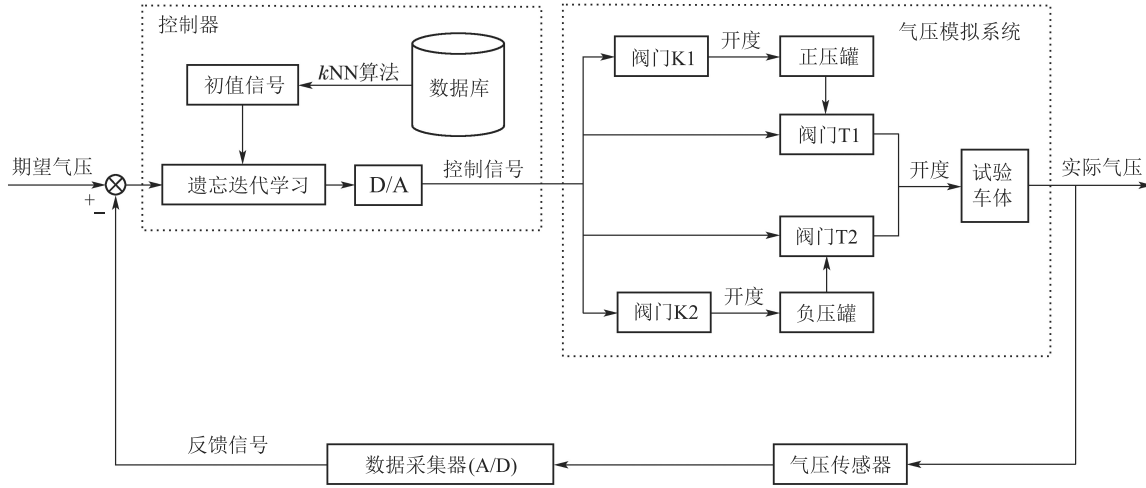 控制器
气压模拟系统
初值信号
kNN算法
数据库
阀门K1
开度
正压罐
阀门T1
期望气压
+
−
遗忘迭代学习
D/A
控制信号
开度
试验
车体
实际气压
阀门T2
阀门K2
开度
负压罐
反馈信号
数据采集器(A/D)
气压传感器